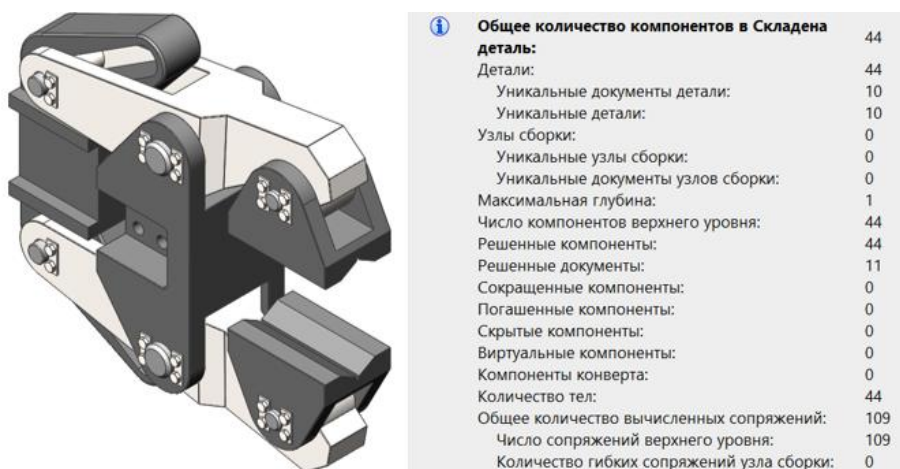 Общее количество компонентов в Складена
деталь: 44
Детали: 44
Уникальные документы детали: 10
Уникальные детали: 10
Узлы сборки: 0
Уникальные узлы сборки: 0
Уникальные документы узлов сборки: 0
Максимальная глубина: 1
Число компонентов верхнего уровня: 44
Решенные компоненты: 44
Решенные документы: 11
Сокращенные компоненты: 0
Погашенные компоненты: 0
Скрытые компоненты: 0
Виртуальные компоненты: 0
Компоненты конверта: 0
Количество тел: 44
Общее количество вычисленных сопряжений: 109
Число сопряжений верхнего уровня: 109
Количество гибких сопряжений узла сборки: 0